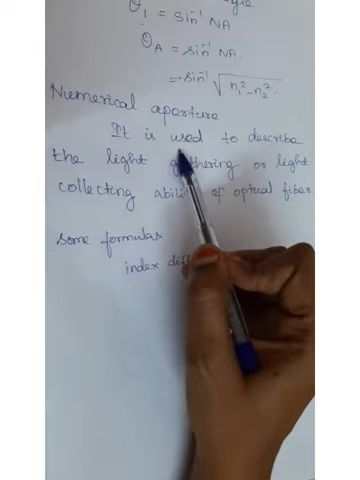 θ1 = sin⁻¹ NA
θA = sin⁻¹ NA.
= sin⁻¹ √n₁² - n₂².
Numerical aperture
It is used to describe
the light gathering or light
collecting of optical fiber.
some formulas
index